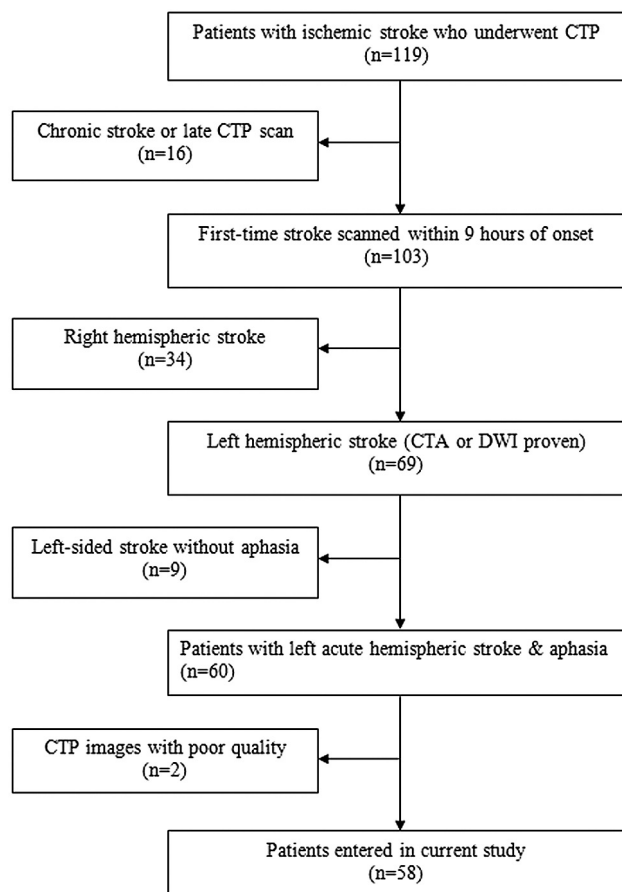 Patients with ischemic stroke who underwent CTP
(n=119)
Chronic stroke or late CTP scan
(n=16)
First-time stroke scanned within 9 hours of onset
(n=103)
Right hemispheric stroke
(n=34)
Left hemispheric stroke (CTA or DWI proven)
(n=69)
Left-sided stroke without aphasia
(n=9)
Patients with left acute hemispheric stroke & aphasia
(n=60)
CTP images with poor quality
(n=2)
Patients entered in current study
(n=58)